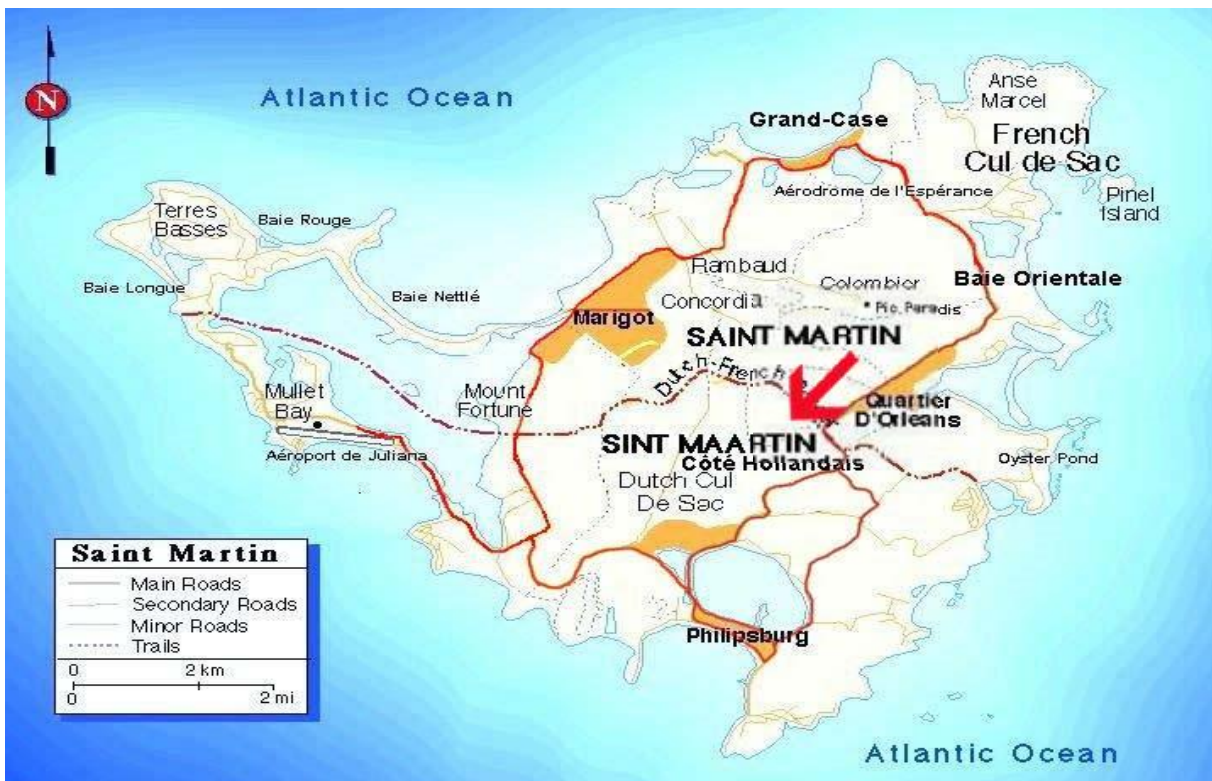 N
Atlantic Ocean
Anse
Marcel
Grand-Case
French
Cul de Sac
Aérodrome de l'Espérance
Pinel
Island
Terres
Basses
Baie Rouge
Rambaud
Colombier
Baie Orientale
Baie Longue
Baie Nettlé
Concordia
Pic. Paradis
Marigot
SAINT MARTIN
Dutch-French
Mount
Fortune
Mullet
Bay
Quartier
D'Orleans
SINT MAARTIN
Côté Hollandais
Aéroport de Juliana
Oyster Pond
Dutch Cul
De Sac
Saint Martin
Main Roads
Secondary Roads
Minor Roads
Trails
0 2 km
0 2 mi
Philipsburg
Atlantic Ocean